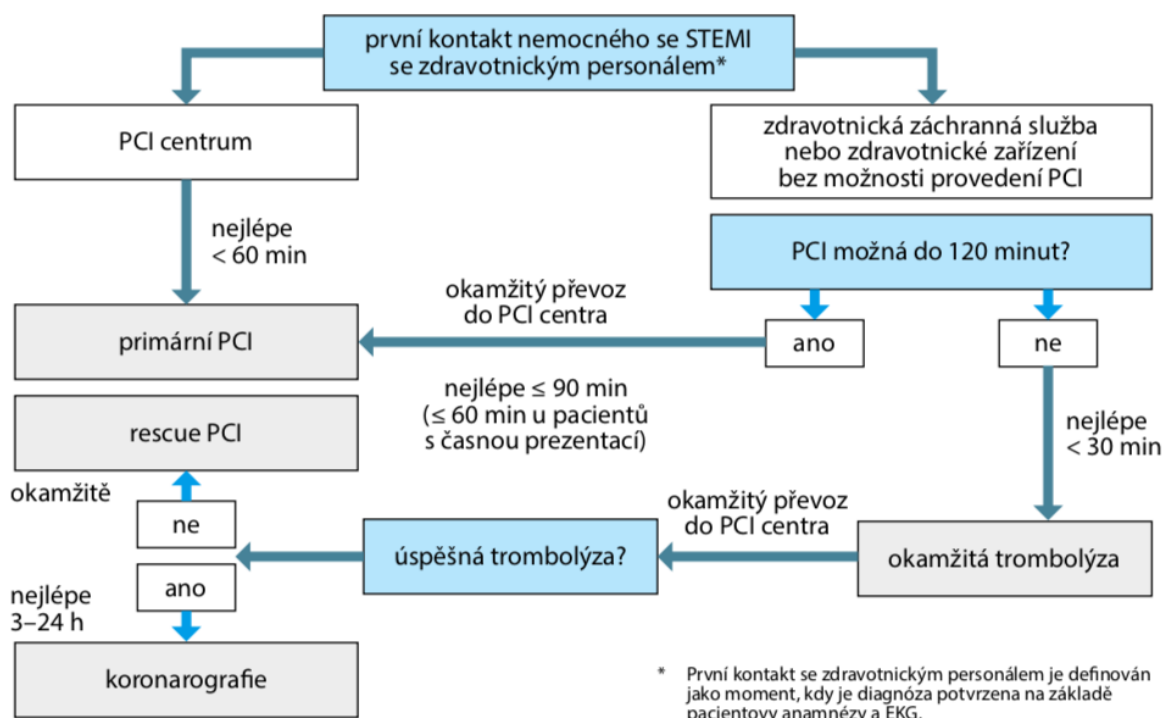 první kontakt nemocného se STEMI
se zdravotnickým personálem*
PCI centrum
zdravotnická záchranná služba
nebo zdravotnické zařízení
bez možnosti provedení PCI
nejlépe
< 60 min
PCI možná do 120 minut?
okamžitý převoz
do PCI centra
ano
ne
primární PCI
nejlépe ≤ 90 min
(≤ 60 min u pacientů
s časnou prezentací)
nejlépe
< 30 min
rescue PCI
okamžitě
ne
okamžitý převoz
do PCI centra
úspěšná trombolýza?
okamžitá trombolýza
ano
nejlépe
3–24 h
koronarografie
* První kontakt se zdravotnickým personálem je definován
jako moment, kdy je diagnóza potvrzena na základě
pacientovy anamnézy a EKG.